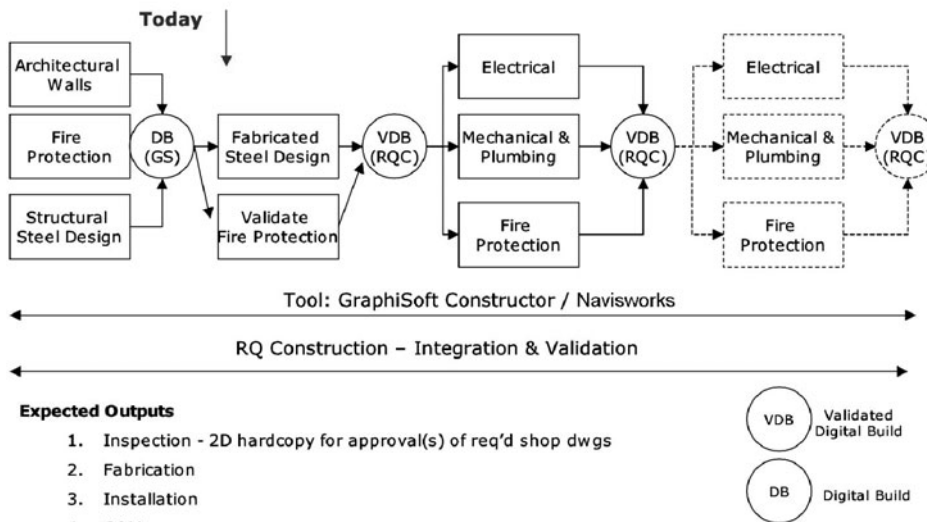 Today
Architectural
Walls
Fire
Protection
Structural
Steel Design
DB
(GS)
Fabricated
Steel Design
Validate
Fire Protection
VDB
(RQC)
Electrical
Mechanical &
Plumbing
Fire
Protection
VDB
(RQC)
Electrical
Mechanical &
Plumbing
Fire
Protection
VDB
(RQC)
Tool: GraphiSoft Constructor / Navisworks
RQ Construction – Integration & Validation
Expected Outputs
1. Inspection - 2D hardcopy for approval(s) of req'd shop dwgs
2. Fabrication
3. Installation
VDB
Validated
Digital Build
DB
Digital Build